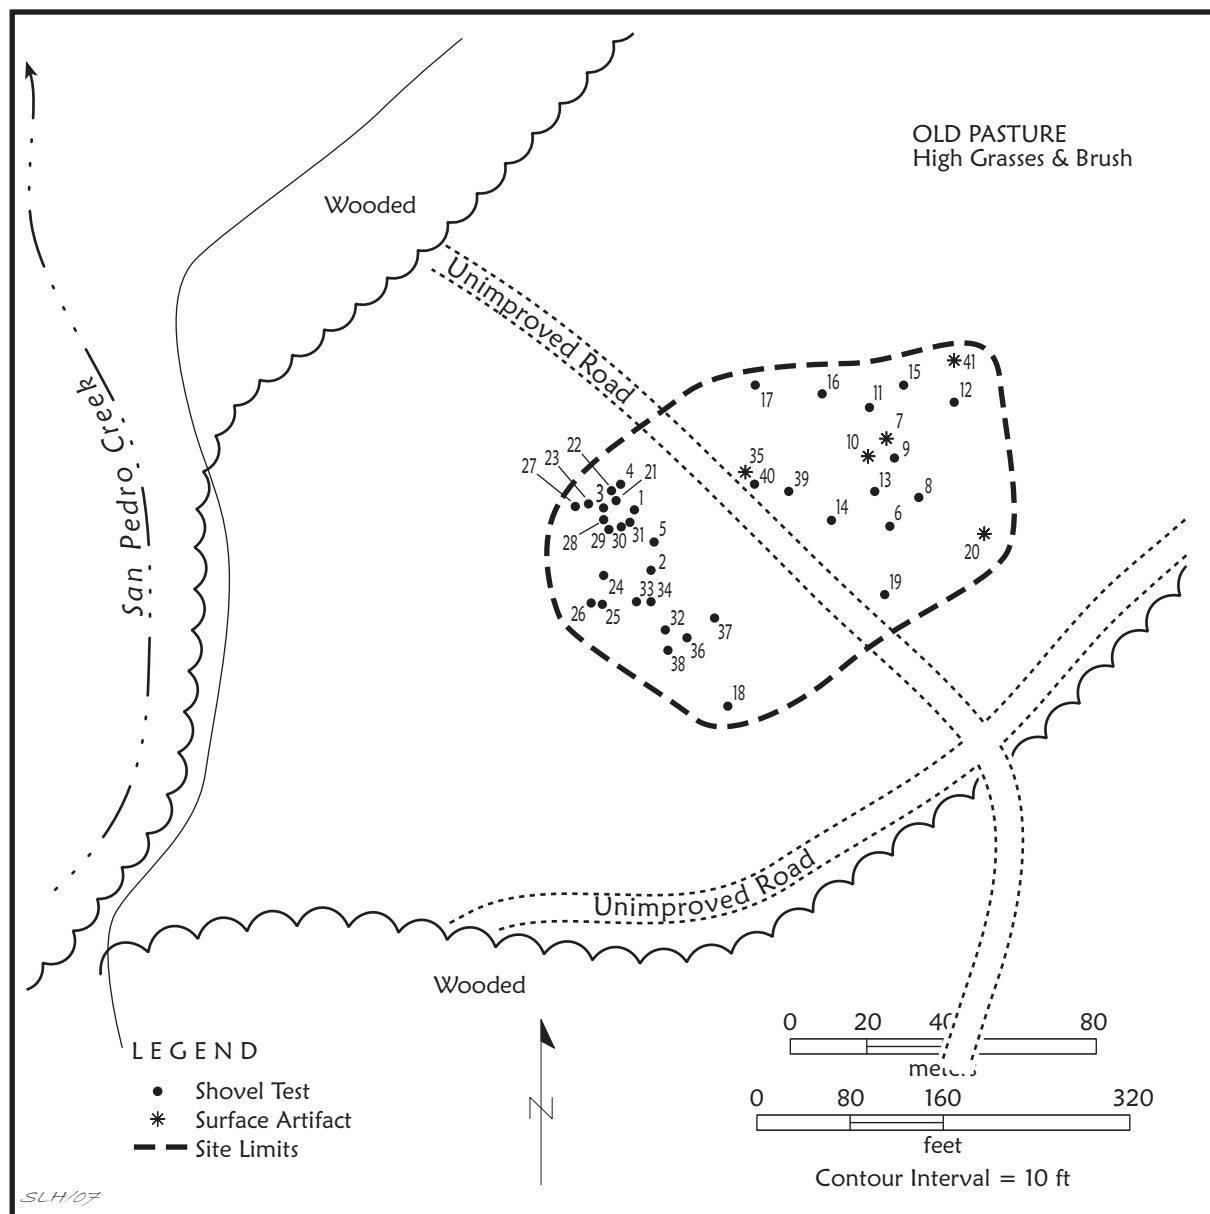 OLD PASTURE
High Grasses & Brush
Wooded
Unimproved Road
San Pedro Creek
41
15
16
12
17
11
7
10
9
35
40
39
13
8
14
6
20
19
22
4
21
23
27
3
1
28
29
30
31
5
2
24
33
34
26
25
32
37
36
38
18
Unimproved Road
Wooded
LEGEND
Shovel Test
Surface Artifact
Site Limits
N
0 20 40 80
meters
0 80 160 320
feet
Contour Interval = 10 ft
SLH/07